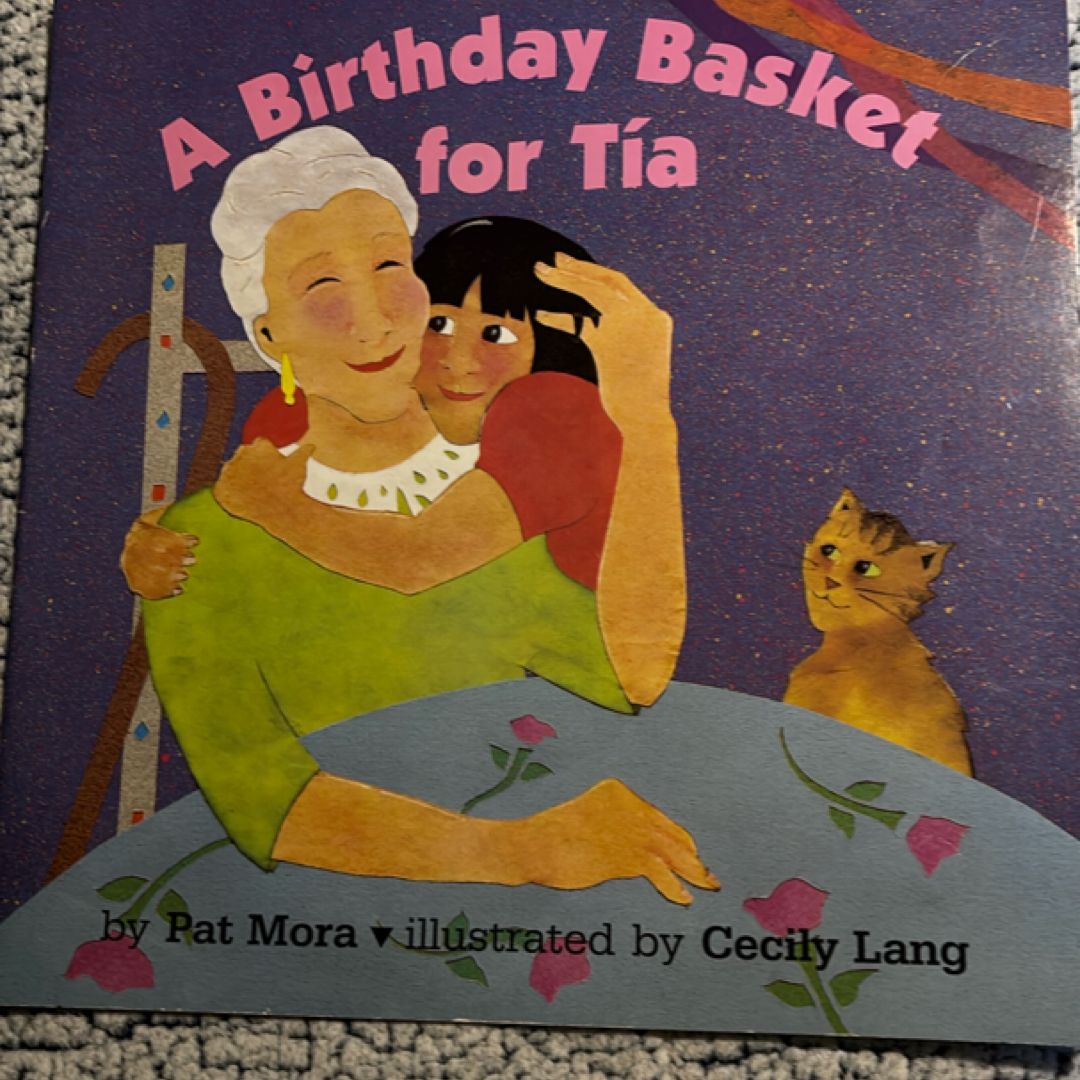 A Birthday Basket
for Tía
by Pat Mora ▼ illustrated by Cecily Lang